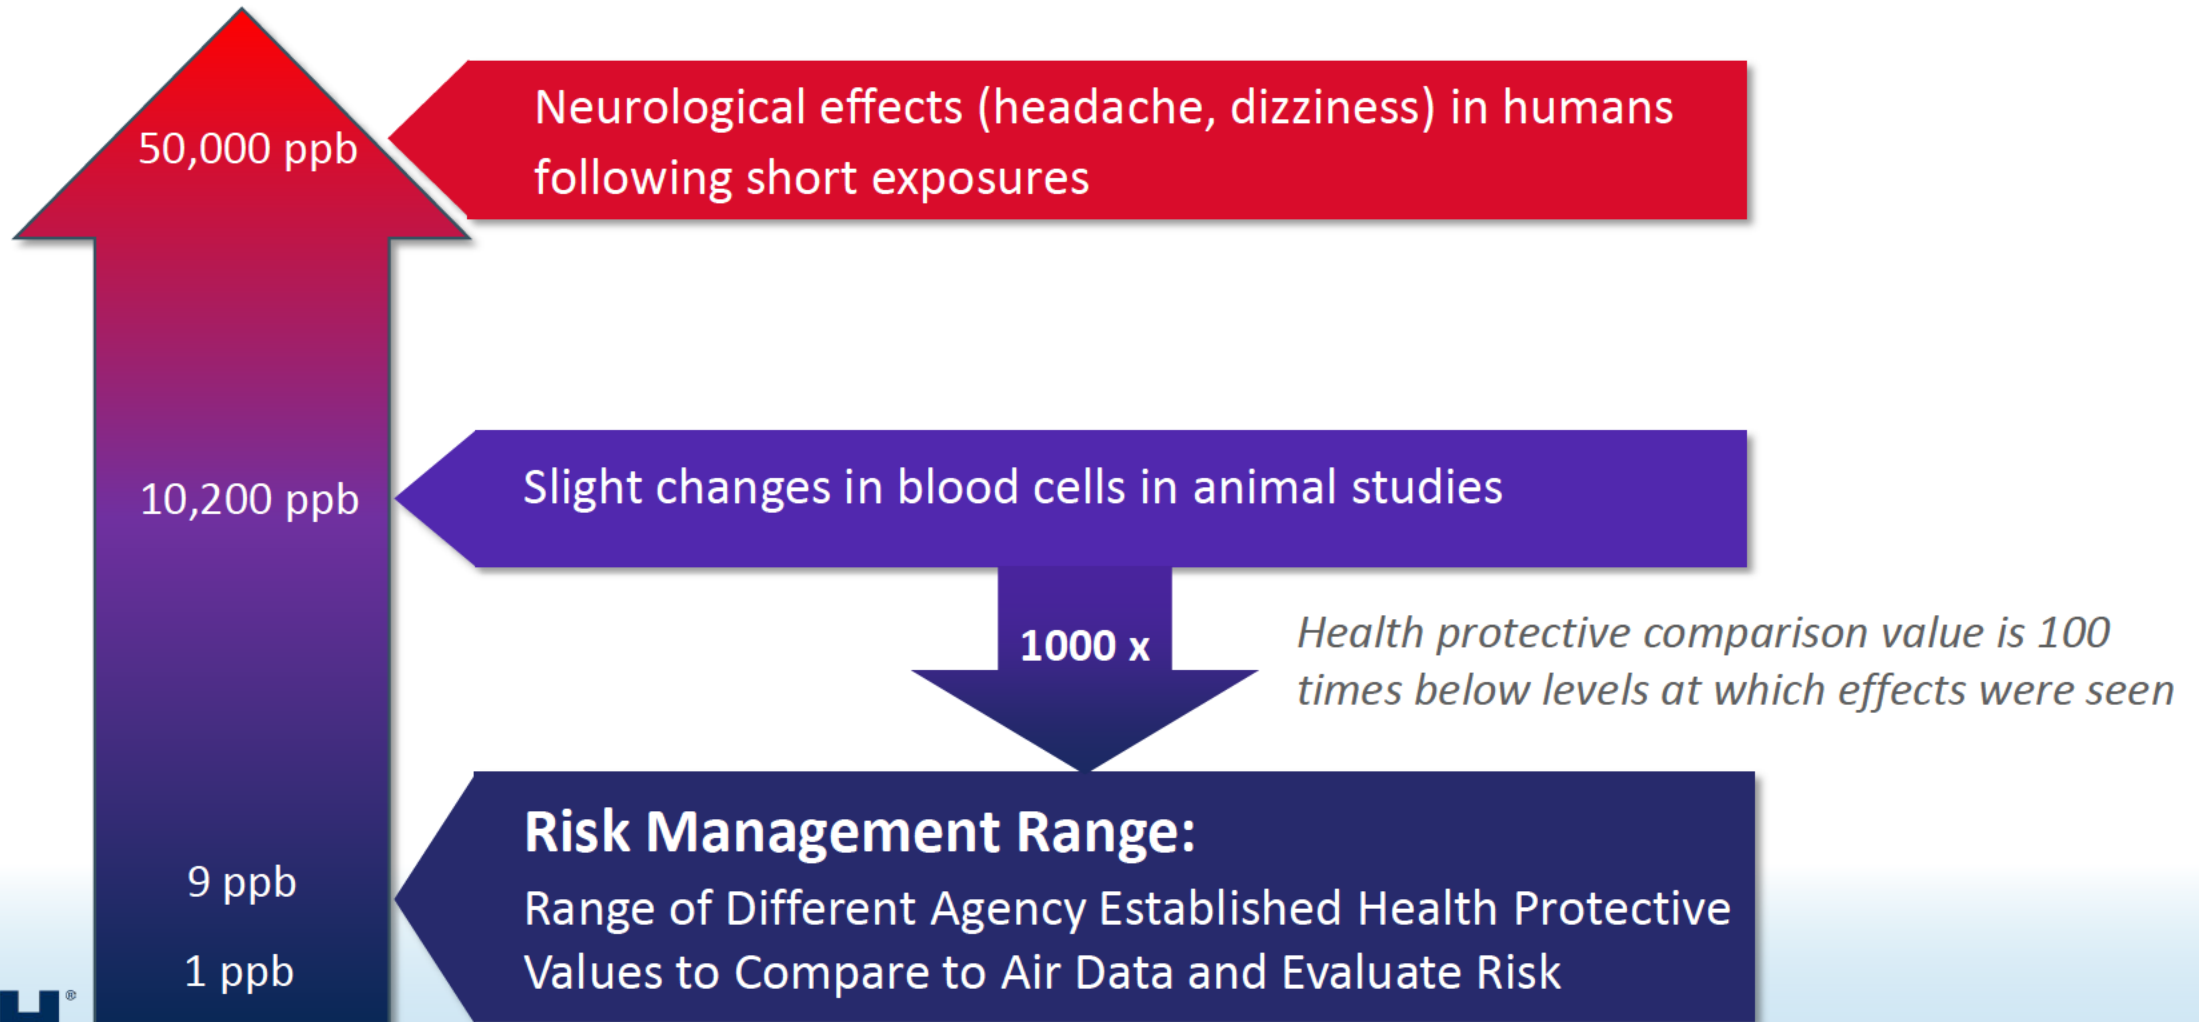 50,000 ppb
Neurological effects (headache, dizziness) in humans
following short exposures
10,200 ppb
Slight changes in blood cells in animal studies
1000 x
Health protective comparison value is 100
times below levels at which effects were seen
Risk Management Range:
9 ppb
Range of Different Agency Established Health Protective
1 ppb
Values to Compare to Air Data and Evaluate Risk
®